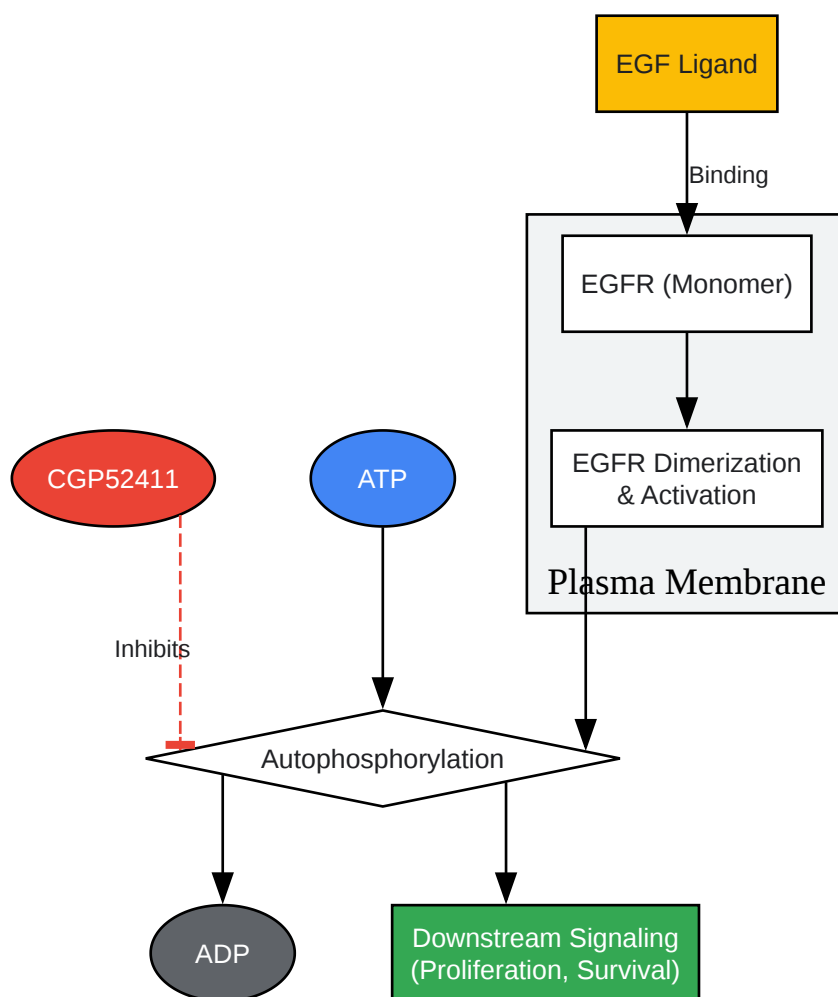 EGF Ligand
Binding
EGFR (Monomer)
CGP52411
ATP
EGFR Dimerization
& Activation
Plasma Membrane
Inhibits
Autophosphorylation
ADP
Downstream Signaling
(Proliferation, Survival)